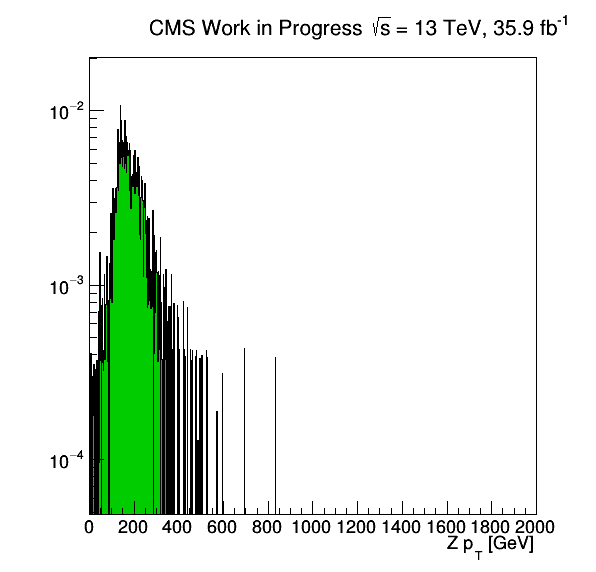 CMS Work in Progress √s = 13 TeV, 35.9 fb⁻¹
10⁻²
10⁻³
10⁻⁴
0 200 400 600 800 1000 1200 1400 1600 1800 2000
Z p_T [GeV]